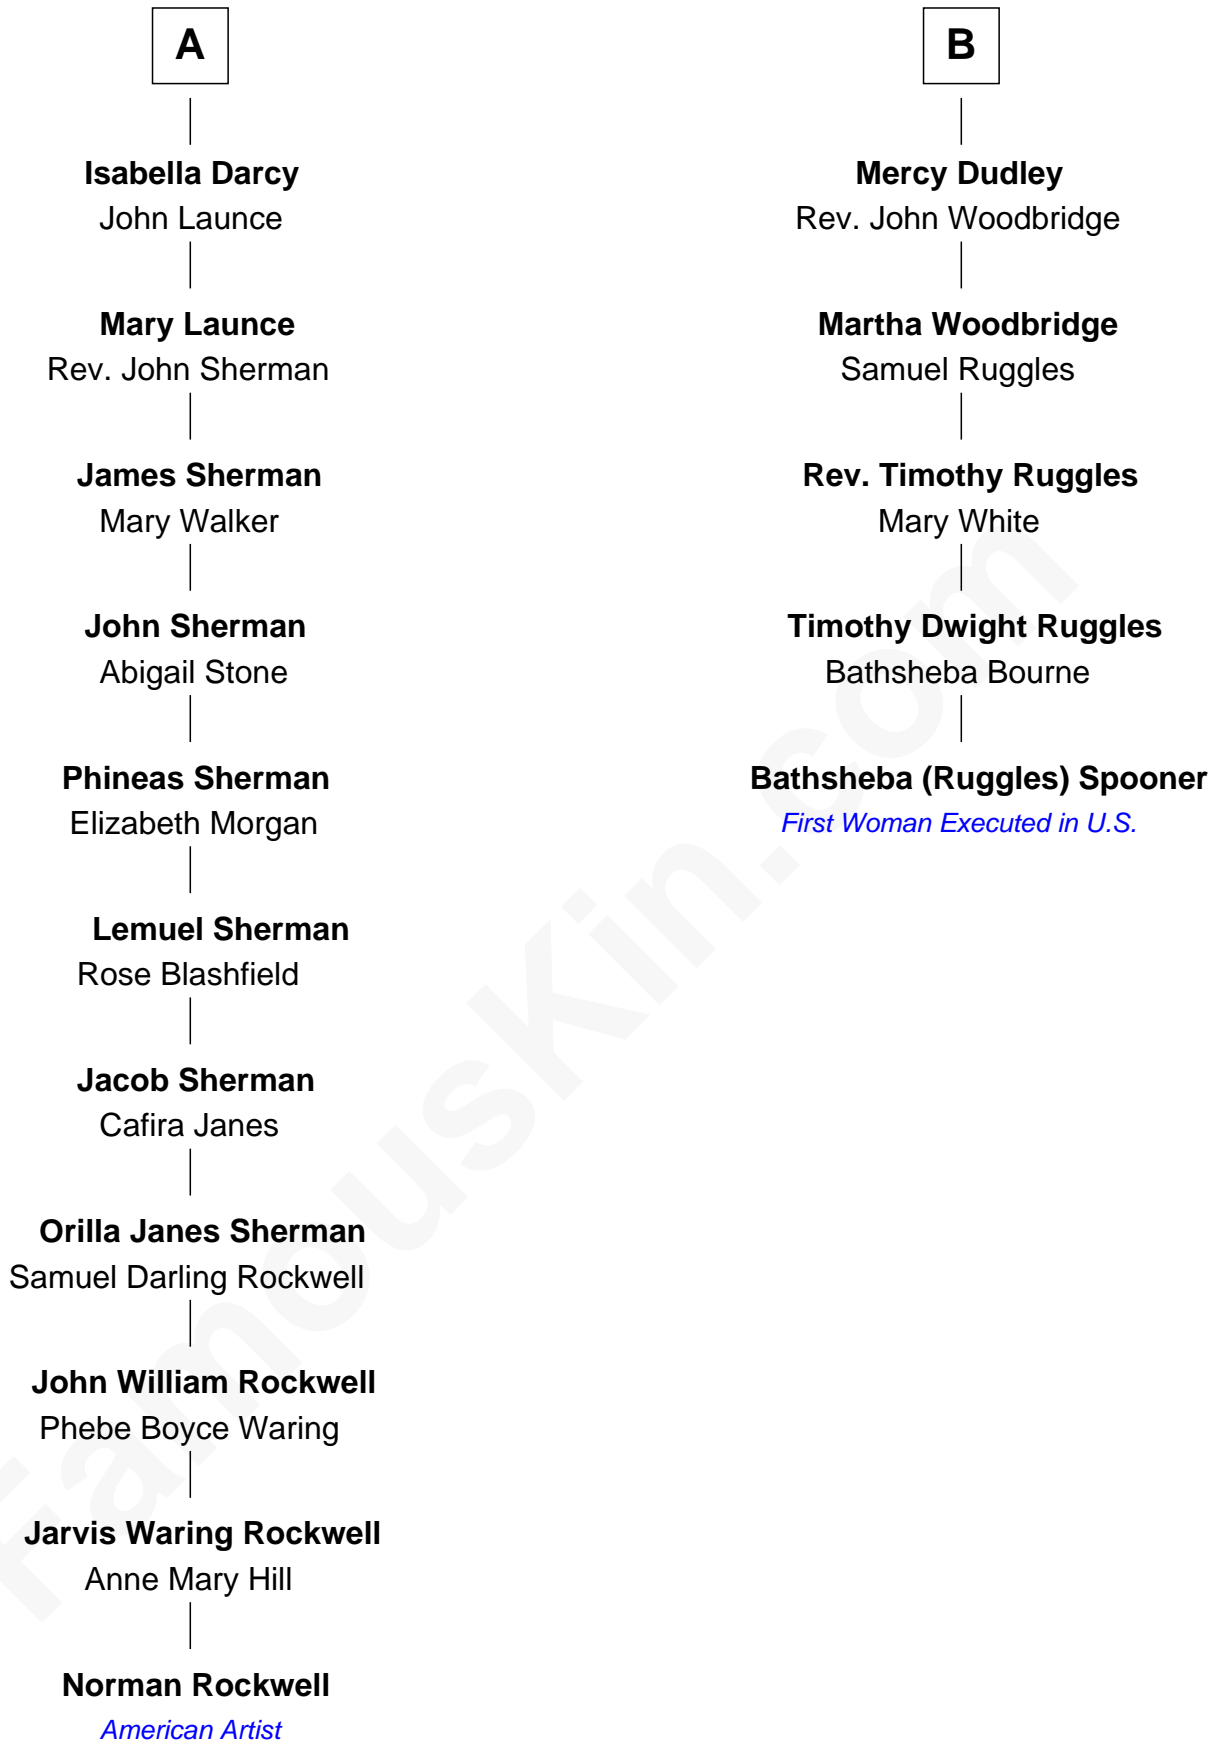 A
Isabella Darcy
John Launce
Mary Launce
Rev. John Sherman
James Sherman
Mary Walker
John Sherman
Abigail Stone
Phineas Sherman
Elizabeth Morgan
Lemuel Sherman
Rose Blashfield
Jacob Sherman
Cafira Janes
Orilla Janes Sherman
Samuel Darling Rockwell
John William Rockwell
Phebe Boyce Waring
Jarvis Waring Rockwell
Anne Mary Hill
Norman Rockwell
American Artist
B
Mercy Dudley
Rev. John Woodbridge
Martha Woodbridge
Samuel Ruggles
Rev. Timothy Ruggles
Mary White
Timothy Dwight Ruggles
Bathsheba Bourne
Bathsheba (Ruggles) Spooner
First Woman Executed in U.S.
FamousKin.com